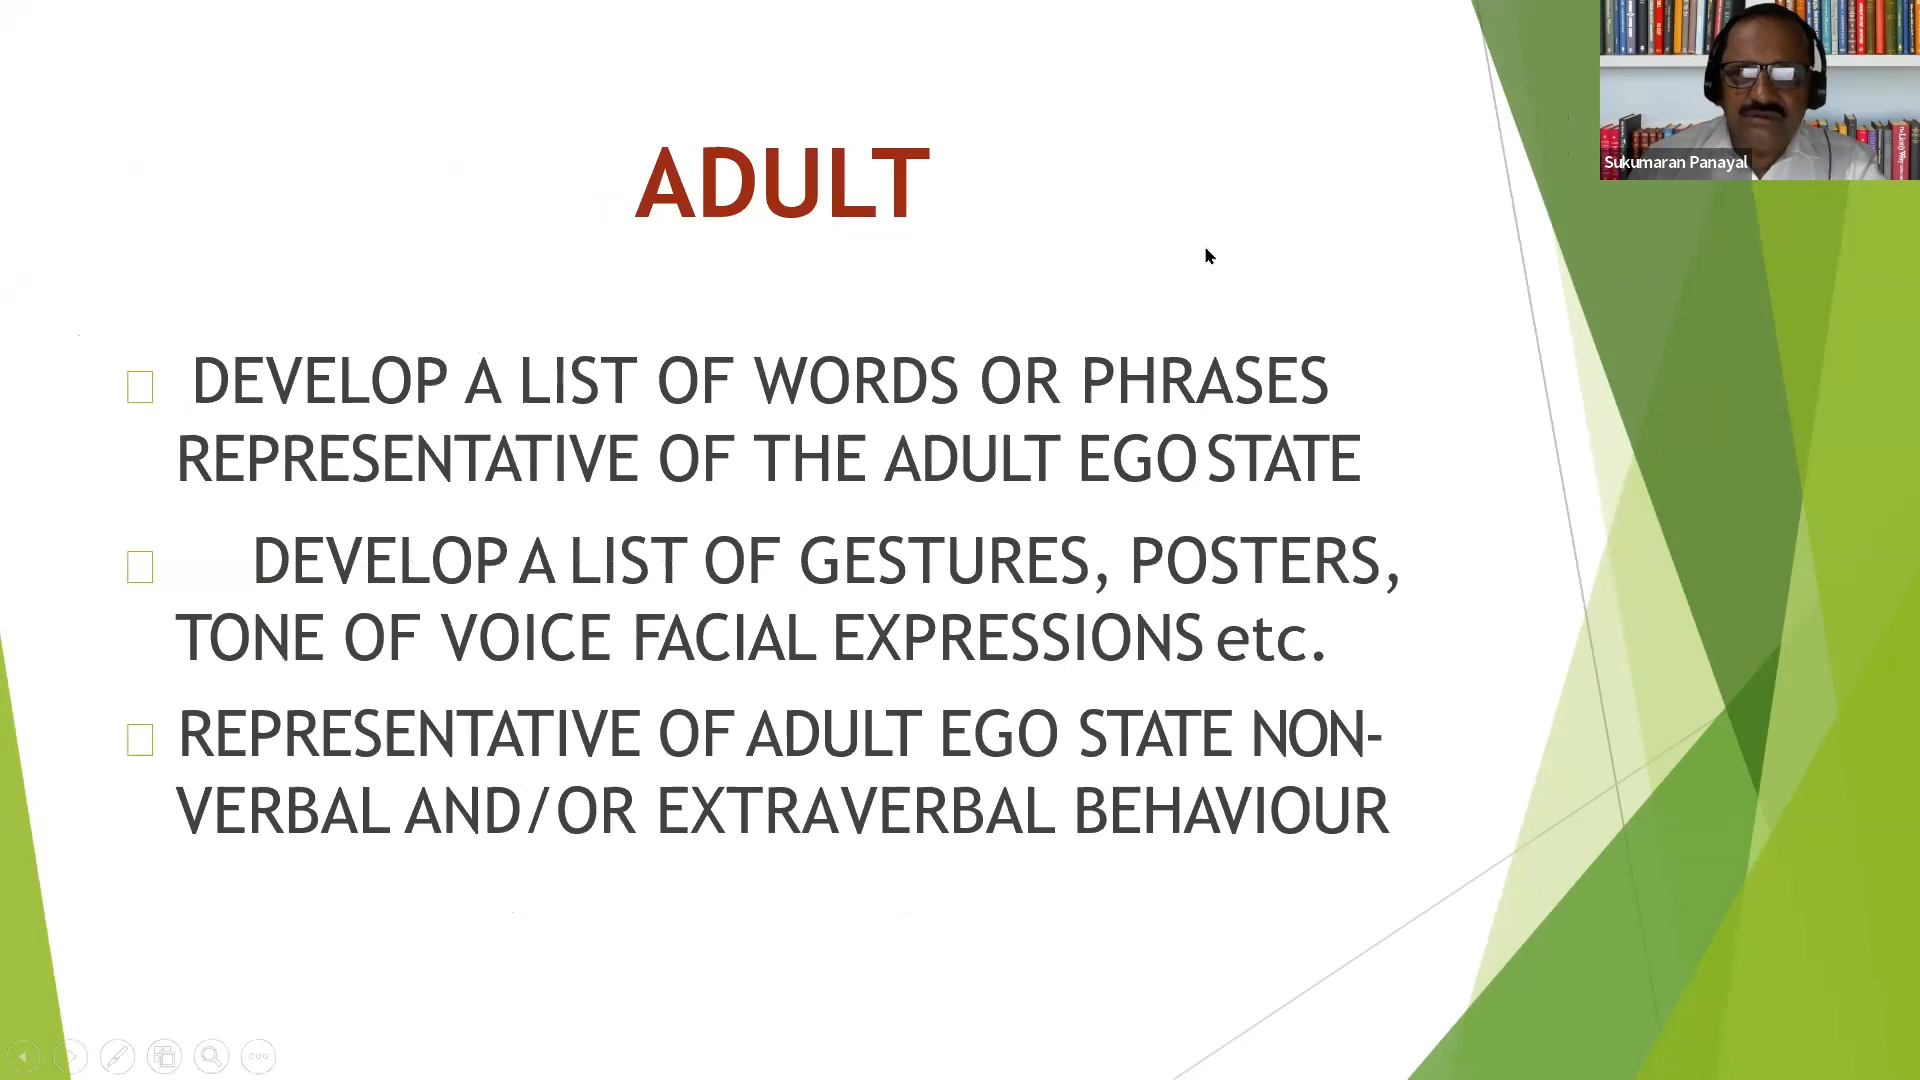 ADULT
DEVELOP A LIST OF WORDS OR PHRASES
REPRESENTATIVE OF THE ADULT EGO STATE
DEVELOP A LIST OF GESTURES, POSTERS,
TONE OF VOICE FACIAL EXPRESSIONS etc.
REPRESENTATIVE OF ADULT EGO STATE NON-
VERBAL AND/OR EXTRAVERBAL BEHAVIOUR
Sukumaran Panayal